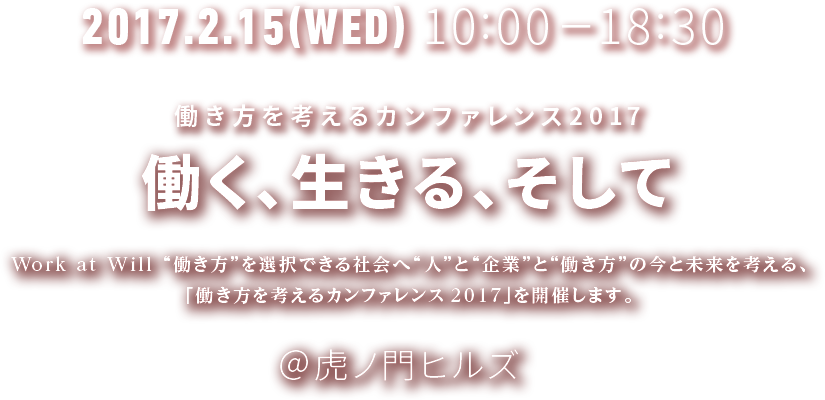 2017.2.15(WED) 10:00－18:30
働き方を考えるカンファレンス2017
働く、生きる、そして
Work at Will “働き方”を選択できる社会へ“人”と“企業”と“働き方”の今と未来を考える、
「働き方を考えるカンファレンス2017」を開催します。
@虎ノ門ヒルズ